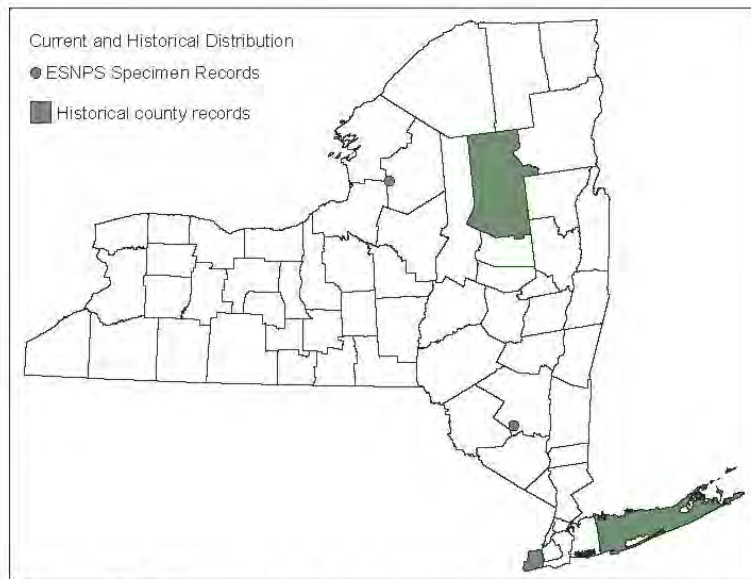 Current and Historical Distribution
ESNPS Specimen Records
Historical county records